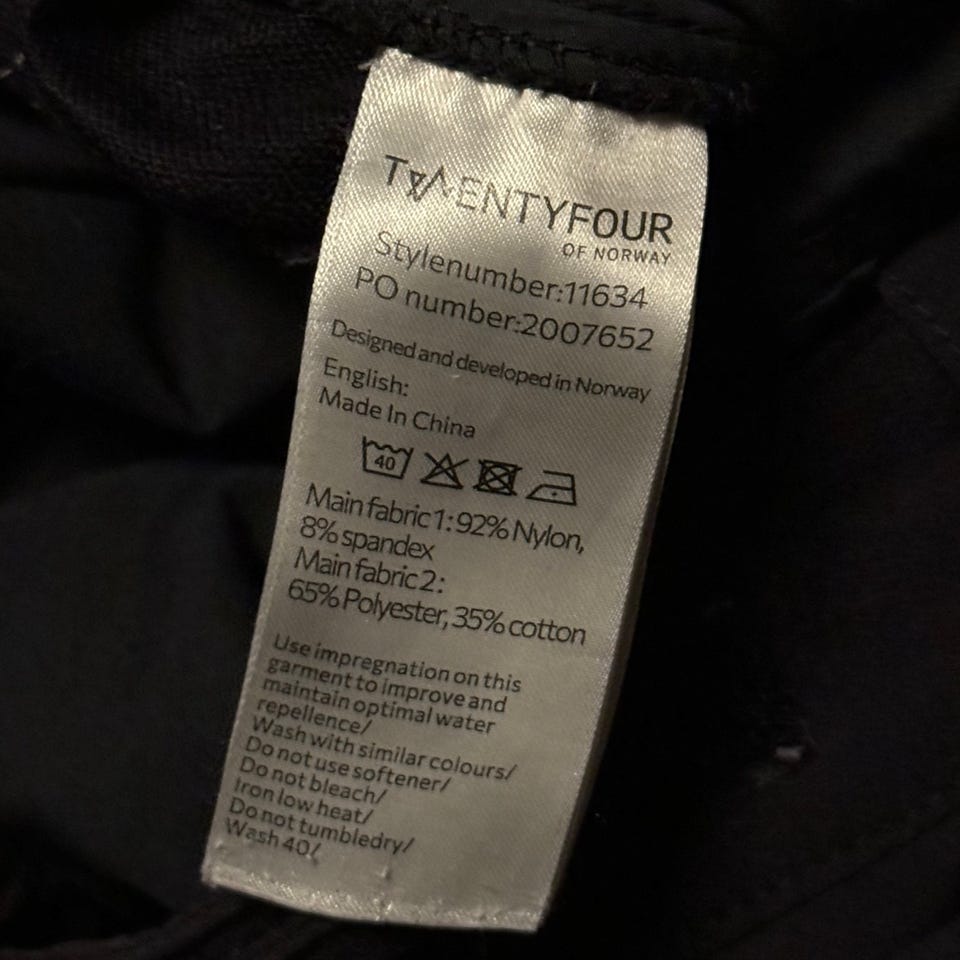 TWENTYFOUR
OF NORWAY
Stylenumber:11634
PO number:2007652
Designed and developed in Norway
English:
Made In China
40
Main fabric 1: 92% Nylon,
8% spandex
Main fabric 2:
65% Polyester, 35% cotton
Use impregnation on this
garment to improve and
maintain optimal water
repellence/
Wash with similar colours/
Do not use softener/
Do not bleach/
Iron low heat/
Do not tumbledry/
Wash 40/